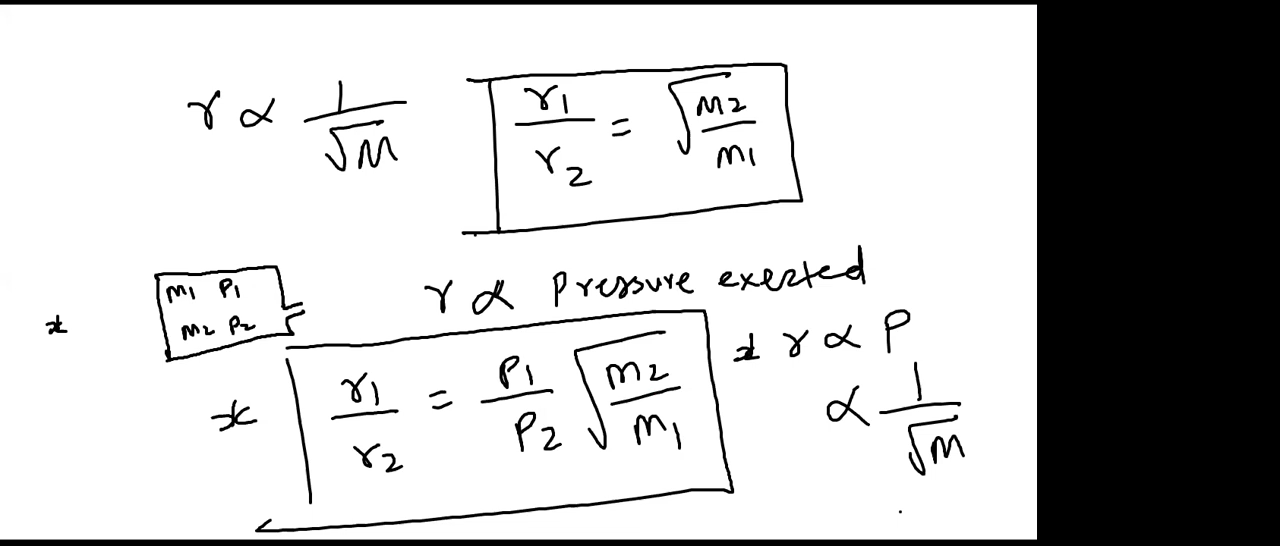 r ∝ 1/√M
r1/r2 = √(m2/m1)
m1 P1
m2 P2
r ∝ Pressure exerted
* r1/r2 = P1/P2 √(m2/m1)
* r ∝ P
∝ 1/√m
*